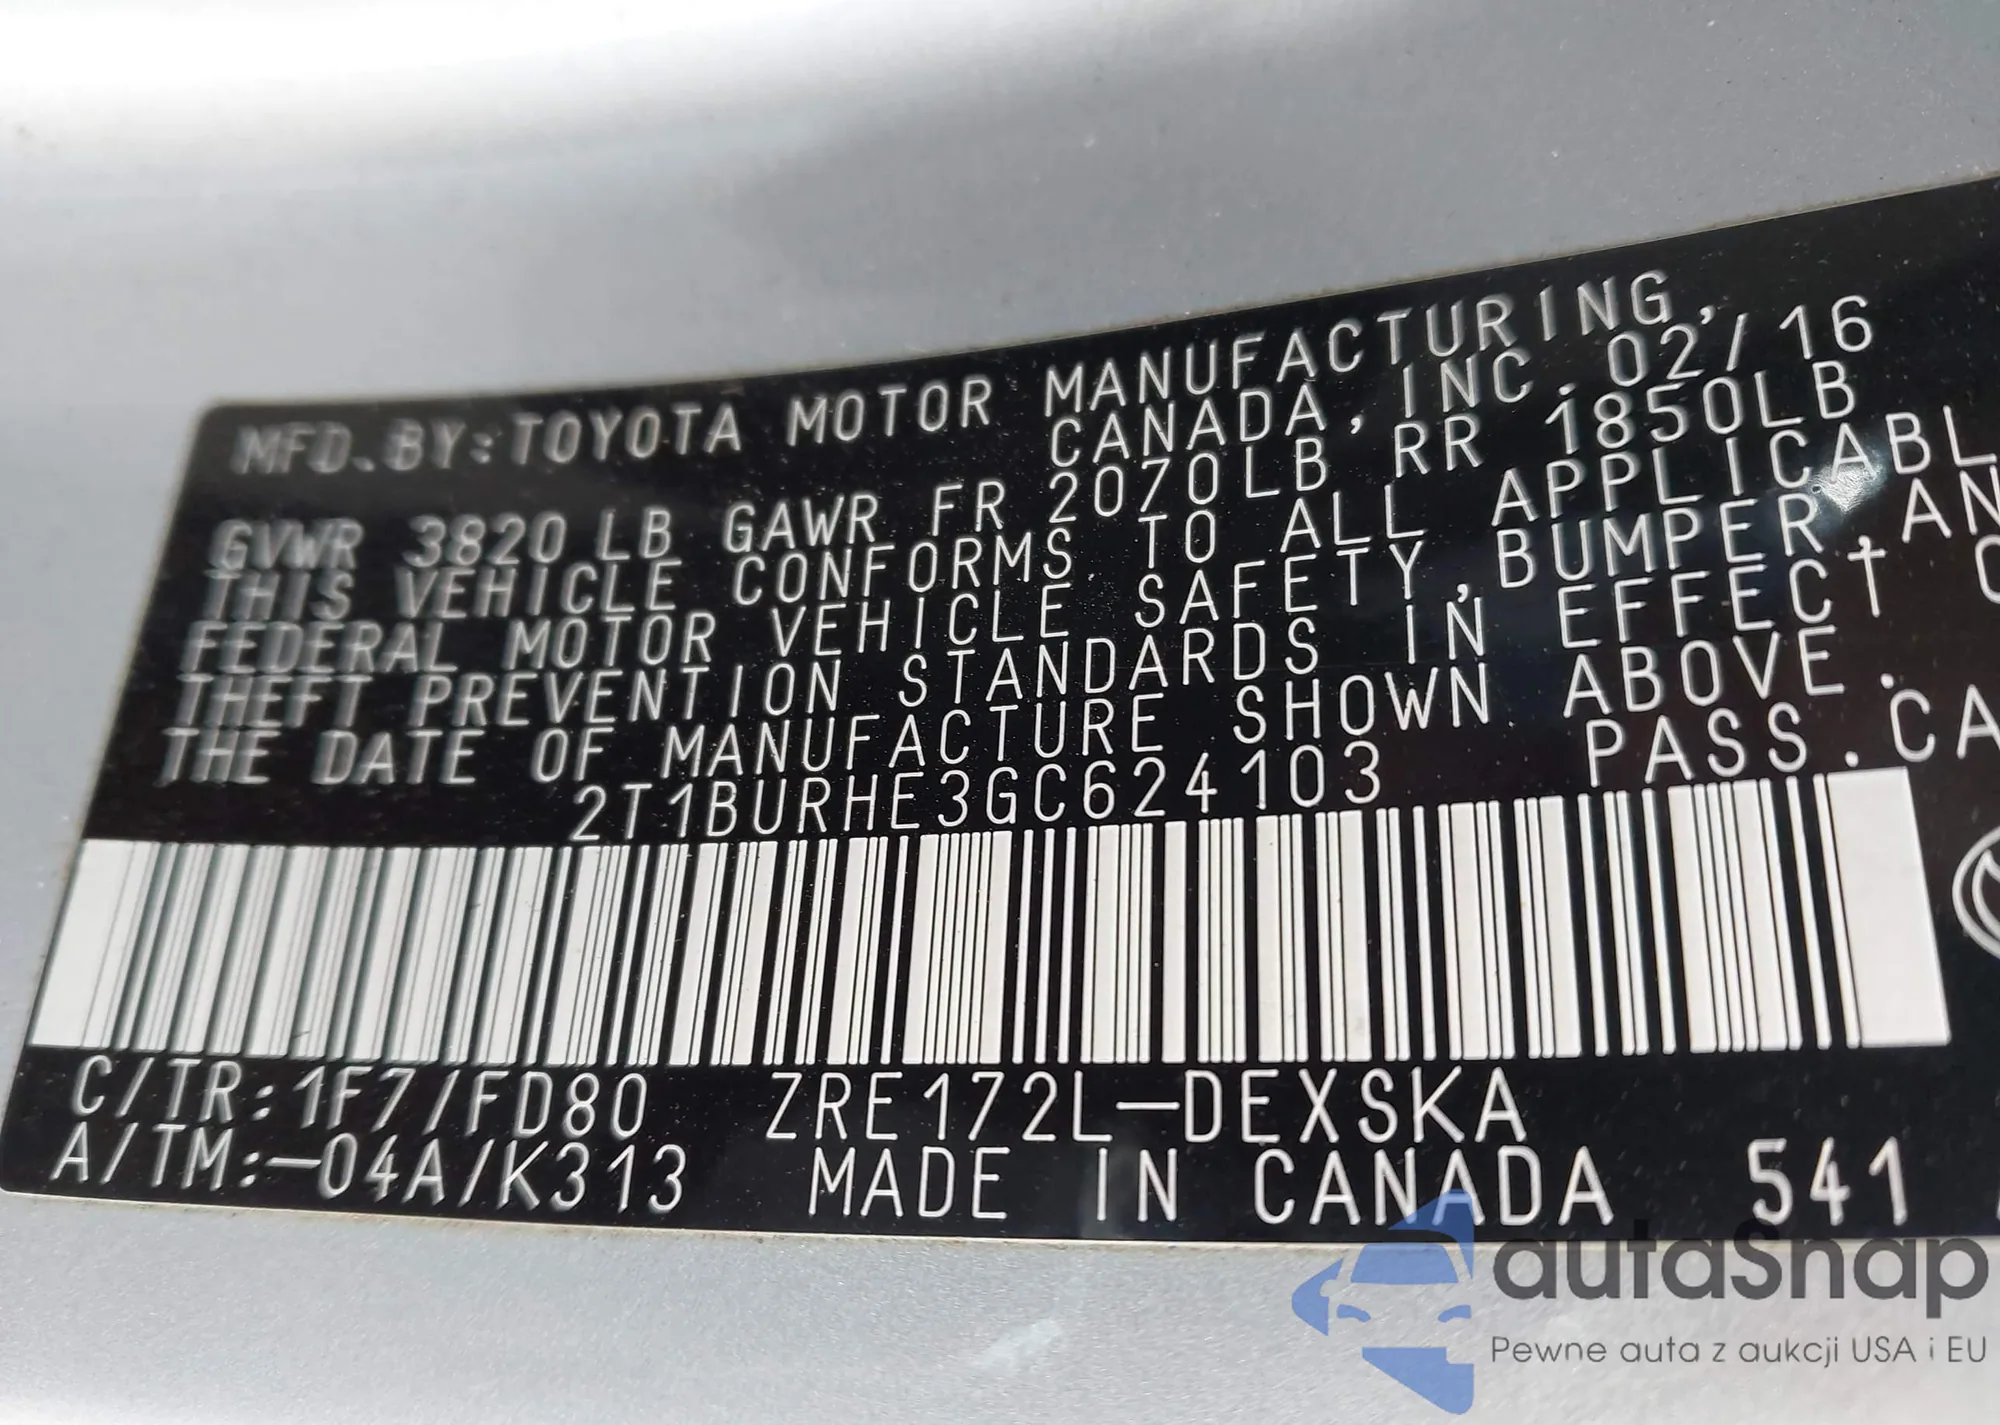 MFD.BY:TOYOTA MOTOR MANUFACTURING,
CANADA, INC. 02/16
GVWR 3820 LB GAWR FR 2070LB RR 1850LB
THIS VEHICLE CONFORMS TO ALL APPLICABL
FEDERAL MOTOR VEHICLE SAFETY, BUMPER, AN
THEFT PREVENTION STANDARDS IN EFFECT
THE DATE OF MANUFACTURE SHOWN ABOVE.
2T1BURHE3GC624103 PASS.CA
C/TR:1F7/FD80 ZRE172L-DEXSKA
A/TM:-04A/K313 MADE IN CANADA 541
autaSnap
Pewne auta z aukcji USA i EU